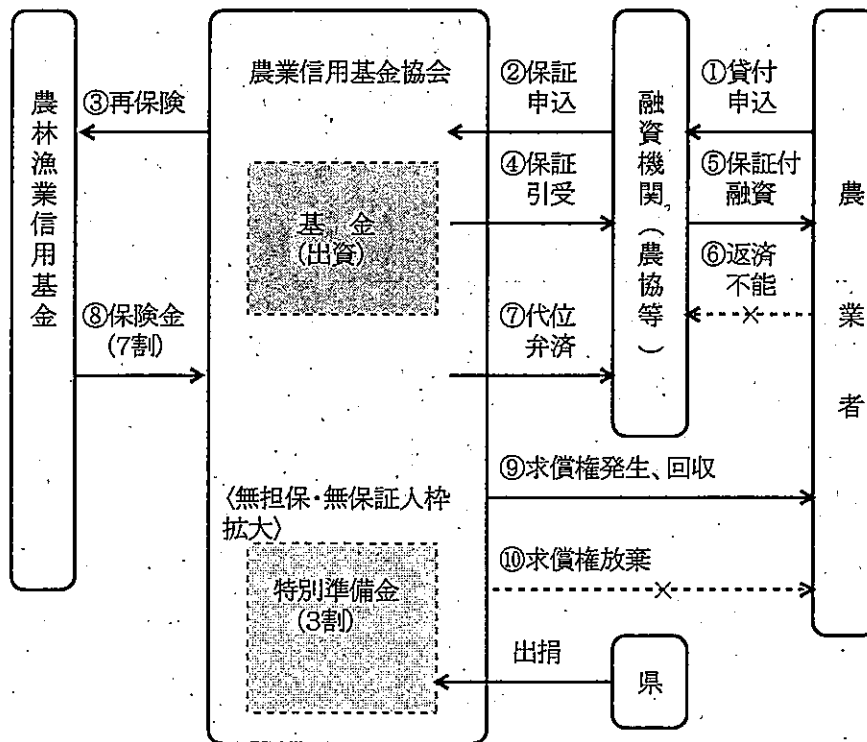 農業信用基金協会
②保証
申込
①貸付
申込
農林漁業信用基金
③再保険
融資機関（農協等）
農業者
④保証
引受
⑤保証付
融資
基金
(出資)
⑥返済
不能
⑧保険金
(7割)
⑦代位
弁済
⑨求償権発生、回収
〈無担保・無保証人枠
拡大〉
⑩求償権放棄
特別準備金
(3割)
出捐
県